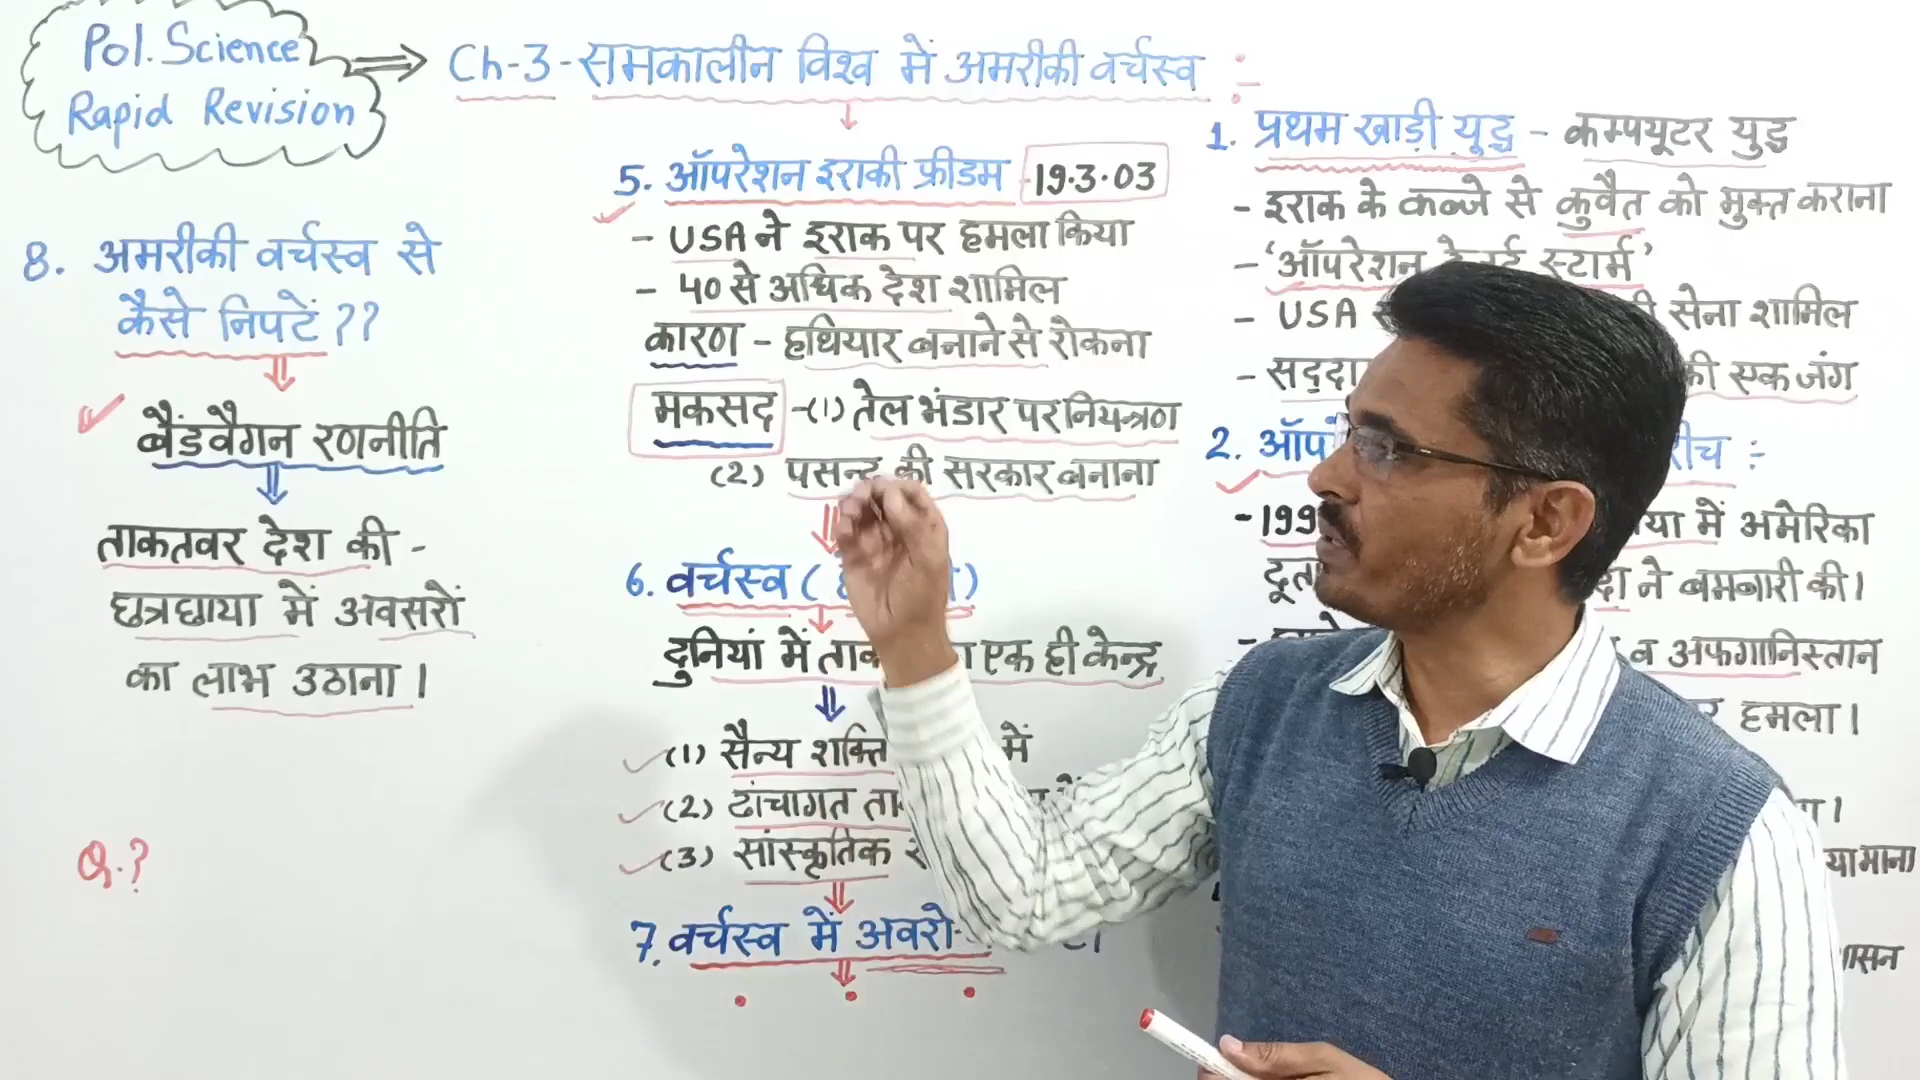 Pol. Science
Rapid Revision
Ch-3-समकालीन विश्व में अमरीकी वर्चस्व :-
8. अमरीकी वर्चस्व से
कैसे निपटें??
बैंडवैगन रणनीति
ताकतवर देश की -
छत्रछाया में अवसरों
का लाभ उठाना।
Q.?
5. ऑपरेशन इराकी फ्रीडम 19.3.03
- USA ने इराक पर हमला किया
- 40 से अधिक देश शामिल
कारण - हथियार बनाने से रोकना
मकसद -(1) तेल भंडार पर नियन्त्रण
(2) पसन्द की सरकार बनाना
6. वर्चस्व (
दुनियां में एक ही केन्द्र
(1) सैन्य शक्ति में
(2) ढांचागत
(3) सांस्कृतिक
7. वर्चस्व में
1. प्रथम खाड़ी युद्ध - कम्पयूटर युद्ध
- इराक के कब्जे से कुवैत को मुक्त कराना
- 'ऑपरेशन स्टार्म'
- USA सेना शामिल
- की एक जंग
2. :-
- में अमेरिका
ने बमबारी की।
व अफगानिस्तान
हमला।